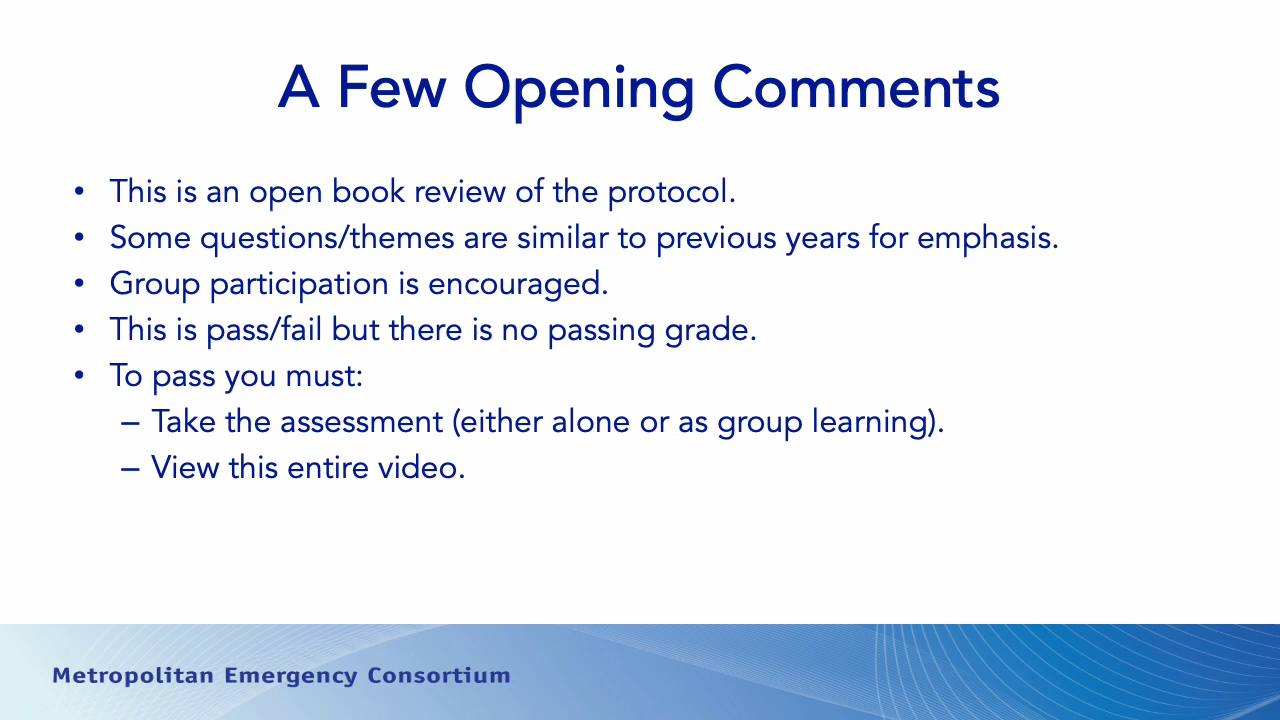 A Few Opening Comments
• This is an open book review of the protocol.
• Some questions/themes are similar to previous years for emphasis.
• Group participation is encouraged.
• This is pass/fail but there is no passing grade.
• To pass you must:
– Take the assessment (either alone or as group learning).
– View this entire video.
Metropolitan Emergency Consortium